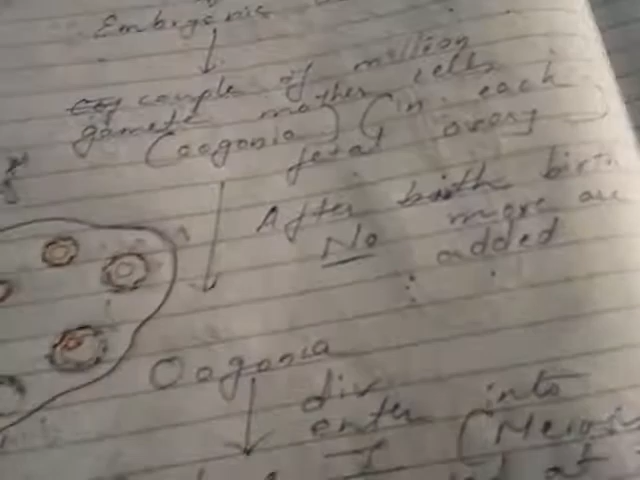 Embryonic
couple of million
gamete mother cells
(oogonia) (in each
fetal ovary)
After birth
No more are
added
Oogonia
div
enter into
I (Meiosis
at